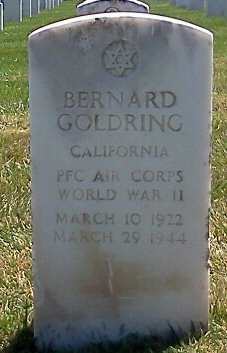 BERNARD
GOLDRING
CALIFORNIA
PFC AIR CORPS
WORLD WAR II
MARCH 10 1922
MARCH 29 1944